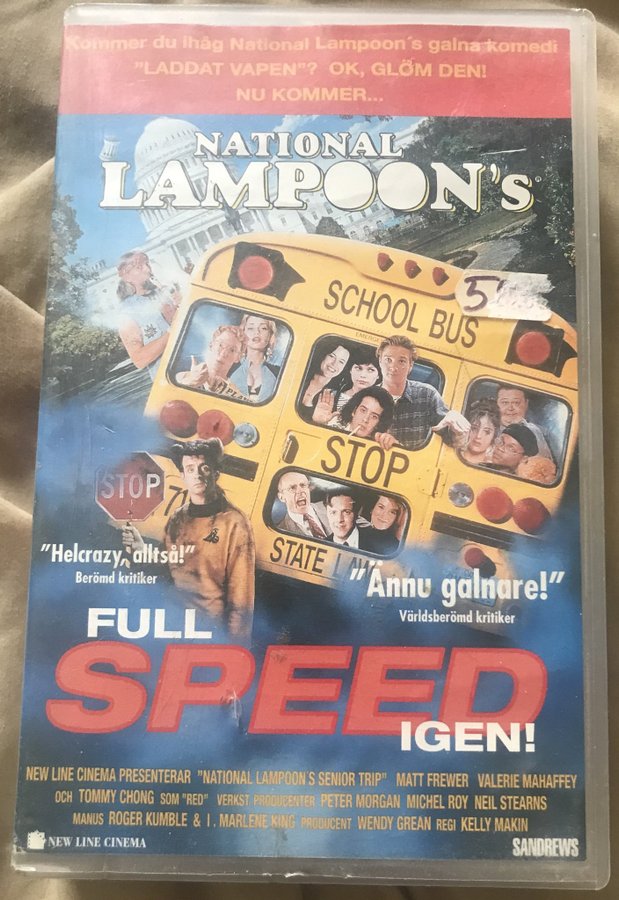 Kommer du ihåg National Lampoon's galna komedi
"LADDAT VAPEN"? OK, GLÖM DEN!
NU KOMMER...
NATIONAL
LAMPOON's
SCHOOL BUS
STOP
STATE
STOP
71
"Helcrazy, alltså!"
Berömd kritiker
"Ännu galnare!"
Världsberömd kritiker
FULL
SPEED
IGEN!
NEW LINE CINEMA PRESENTERAR "NATIONAL LAMPOON'S SENIOR TRIP" MATT FREWER VALERIE MAHAFFEY
OCH TOMMY CHONG SOM "RED" VERKST PRODUCENTER PETER MORGAN MICHEL ROY NEIL STEARNS
MANUS ROGER KUMBLE & I. MARLENE KING PRODUCENT WENDY GREAN REGI KELLY MAKIN
NEW LINE CINEMA
SANDREWS